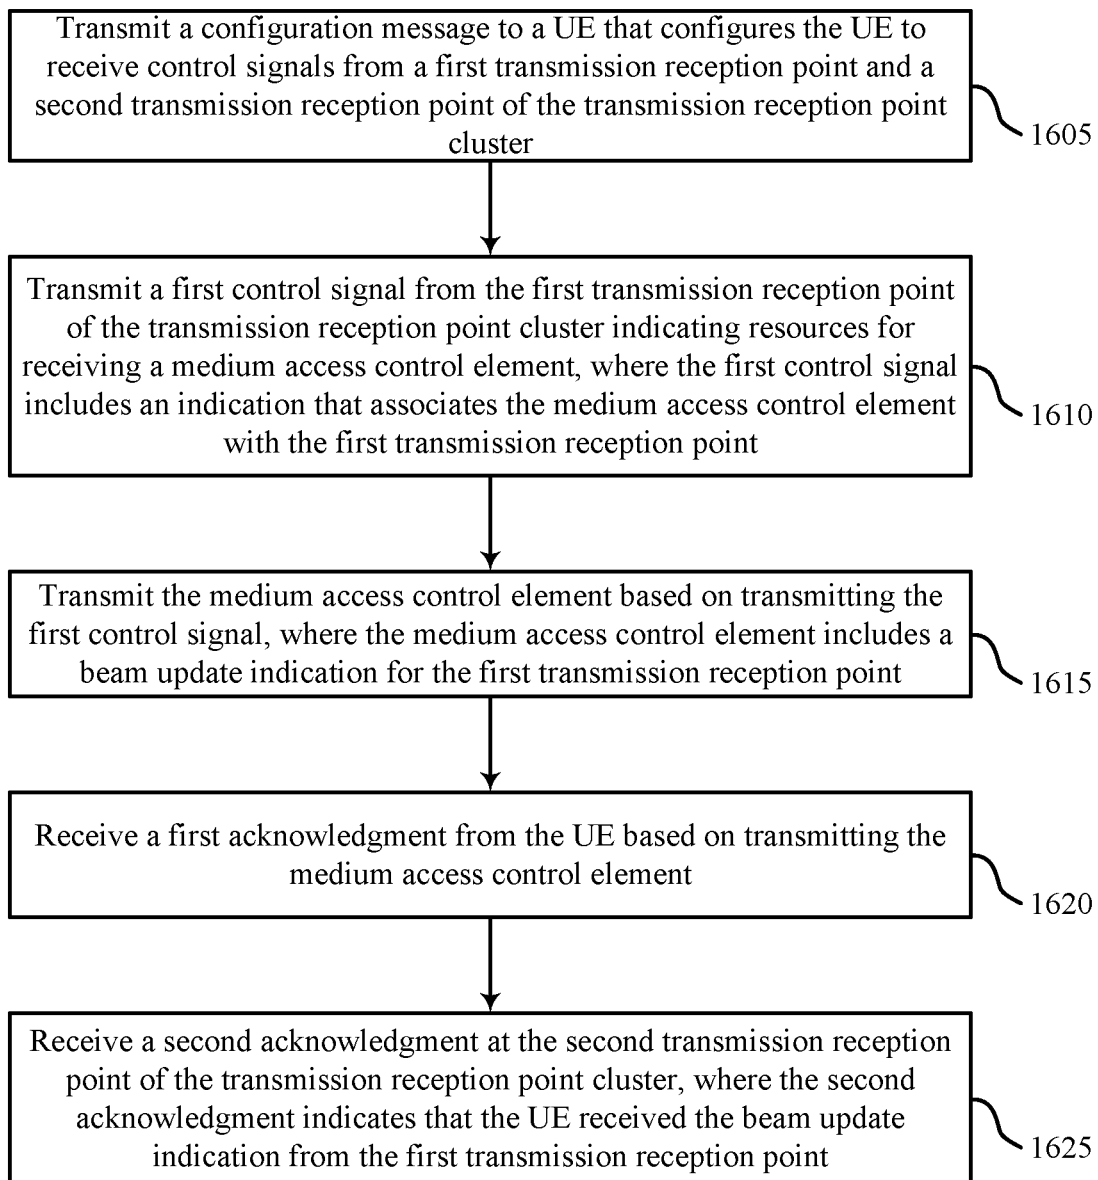 Transmit a configuration message to a UE that configures the UE to
receive control signals from a first transmission reception point and a
second transmission reception point of the transmission reception point
cluster
1605
Transmit a first control signal from the first transmission reception point
of the transmission reception point cluster indicating resources for
receiving a medium access control element, where the first control signal
includes an indication that associates the medium access control element
with the first transmission reception point
1610
Transmit the medium access control element based on transmitting the
first control signal, where the medium access control element includes a
beam update indication for the first transmission reception point
1615
Receive a first acknowledgment from the UE based on transmitting the
medium access control element
1620
Receive a second acknowledgment at the second transmission reception
point of the transmission reception point cluster, where the second
acknowledgment indicates that the UE received the beam update
indication from the first transmission reception point
1625